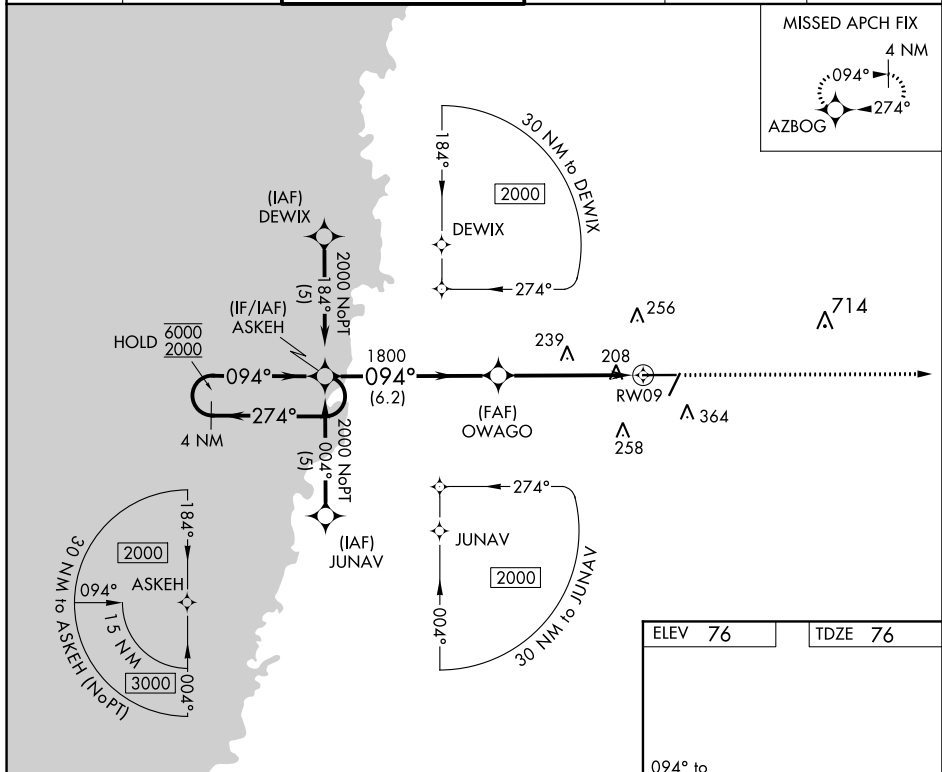 MISSED APCH FIX
4 NM
094°
274°
AZBOG
30 NM to DEWIX
184°
2000
DEWIX
274°
(IAF)
DEWIX
2000 NoPT
184°
(5)
(IF/IAF)
ASKEH
HOLD 6000
2000
094°
274°
4 NM
1800
094°
(6.2)
(FAF)
OWAGO
239
256
208
RW09
714
364
258
2000 NoPT
004°
(5)
(IAF)
JUNAV
274°
JUNAV
2000
004°
30 NM to JUNAV
184°
2000
ASKEH
094°
15 NM
3000
004°
30 NM to ASKEH (NoPT)
ELEV 76
TDZE 76
094° to